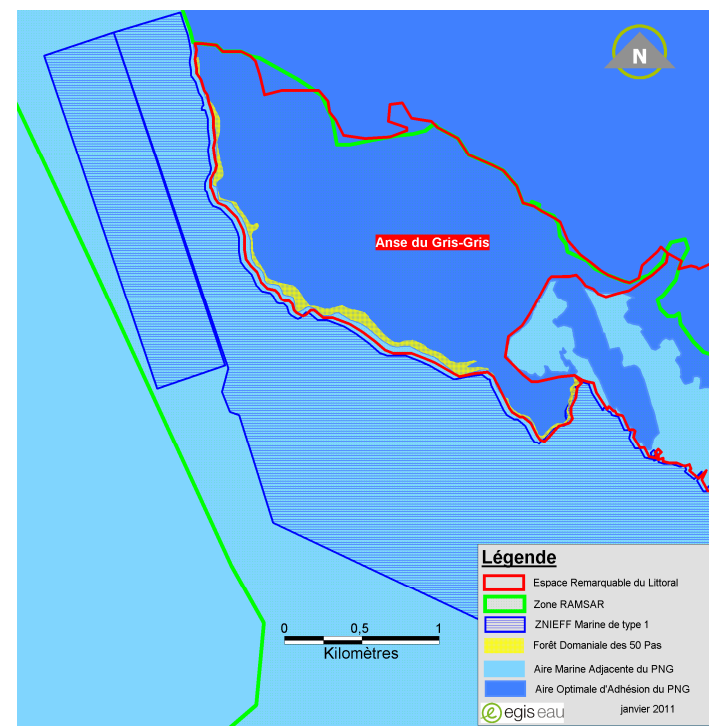 N
Anse du Gris-Gris
Légende
Espace Remarquable du Littoral
Zone RAMSAR
ZNIEFF Marine de type 1
Forêt Domaniale des 50 Pas
Aire Marine Adjacente du PNG
Aire Optimale d'Adhésion du PNG
0 0,5 1
Kilomètres
egis eau janvier 2011